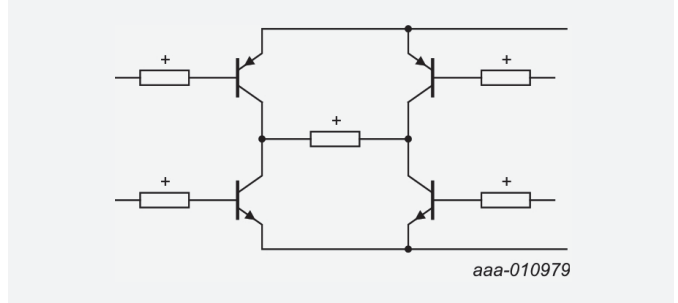 + +
+
+ +
aaa-010979